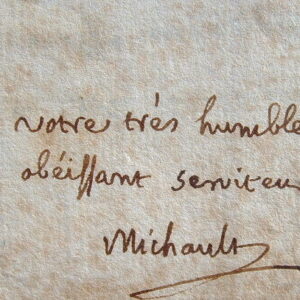 votre très humble
obéissant serviteu
Michault